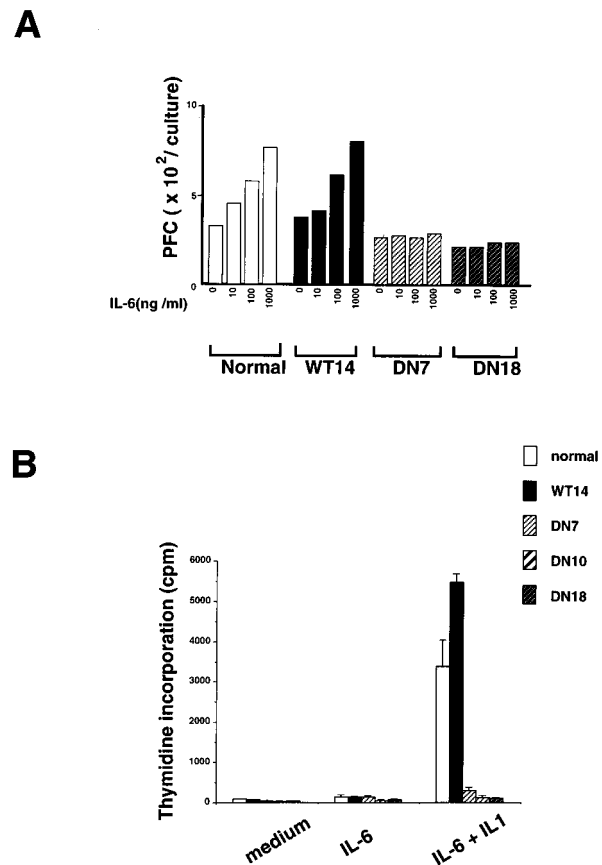 A
PFC ( x 10²/ culture)
10
5
0
IL-6(ng /ml)
0 10 100 1000 0 10 100 1000 0 10 100 1000 0 10 100 1000
Normal WT14 DN7 DN18
B
normal
WT14
DN7
DN10
DN18
Thymidine incorporation (cpm)
6000
5000
4000
3000
2000
1000
0
medium IL-6 IL-6 + IL1